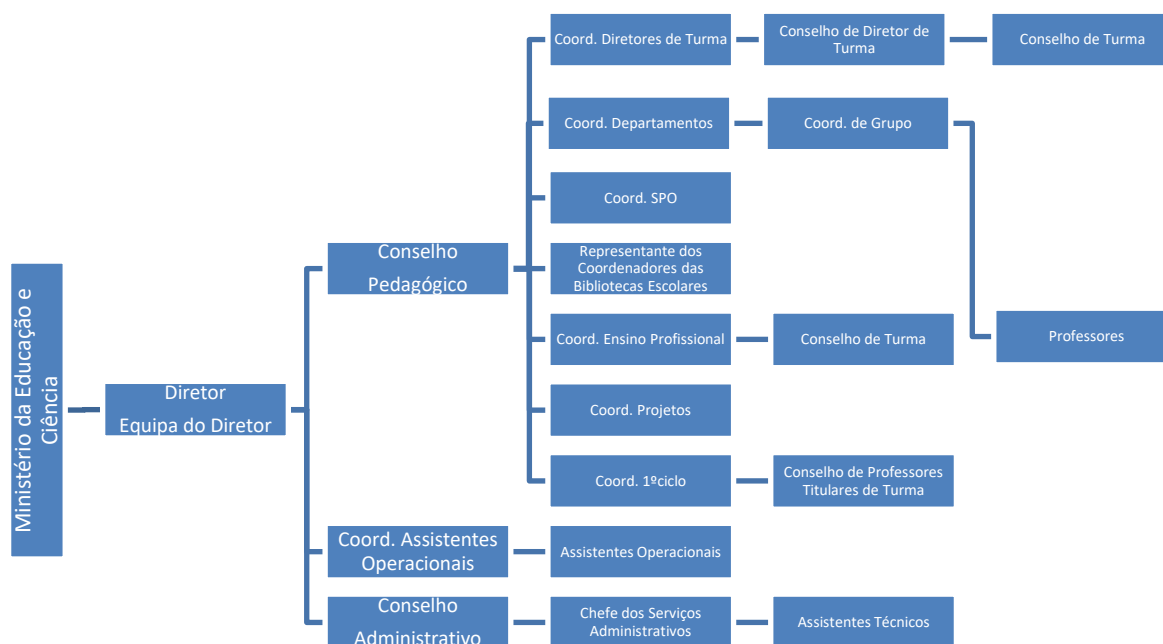 Ministério da Educação e
Ciência
Diretor
Equipa do Diretor
Conselho
Pedagógico
Coord. Diretores de Turma
Conselho de Diretor de
Turma
Conselho de Turma
Coord. Departamentos
Coord. de Grupo
Professores
Coord. SPO
Representante dos
Coordenadores das
Bibliotecas Escolares
Coord. Ensino Profissional
Conselho de Turma
Coord. Projetos
Coord. 1ºciclo
Conselho de Professores
Titulares de Turma
Coord. Assistentes
Operacionais
Assistentes Operacionais
Conselho
Administrativo
Chefe dos Serviços
Administrativos
Assistentes Técnicos